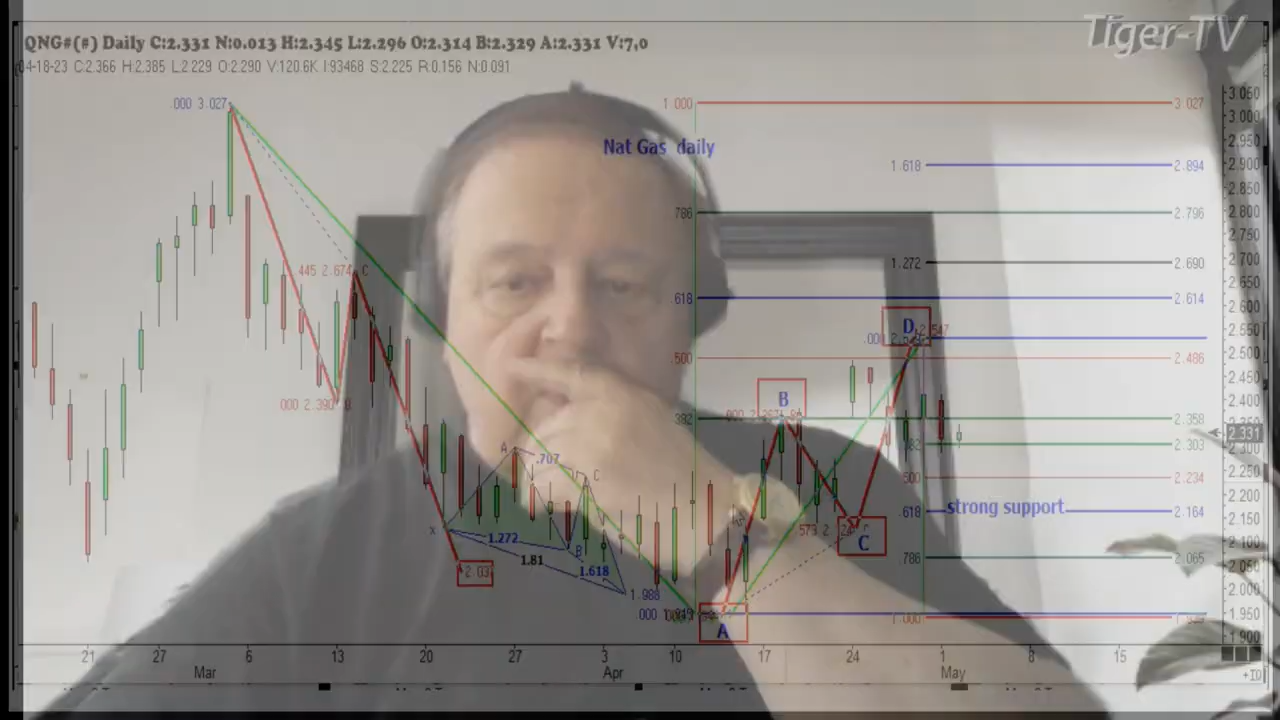 Tiger-TV
QNG#(#) Daily C:2.331 N:0.013 H:2.345 L:2.296 O:2.314 B:2.329 A:2.331 V:7,0
04-18-23 C:2.366 H:2.385 L:2.229 O:2.290 V:120.6K I:93468 S:2.225 R:0.156 N:0.091
.000 3.027
1.000 3.027
Nat Gas daily
1.618 2.894
.786 2.796
1.272 2.690
445 2.674 C
.618 2.614
D
.500 2.486
000 2.390
B
.382 2.358
2.303
A .707 C
.500 2.234
X
1.272
1.81
B
1.618
.618 strong support 2.164
C
.786 2.065
2.03
1.988
000
A
1.000
3.050
3.000
2.950
2.900
2.850
2.800
2.750
2.700
2.650
2.600
2.550
2.500
2.450
2.400
2.350
2.331
2.300
2.250
2.200
2.150
2.100
2.050
2.000
1.950
1.900
21 27 6 13 20 27 3 10 17 24 1 8 15
Mar Apr May